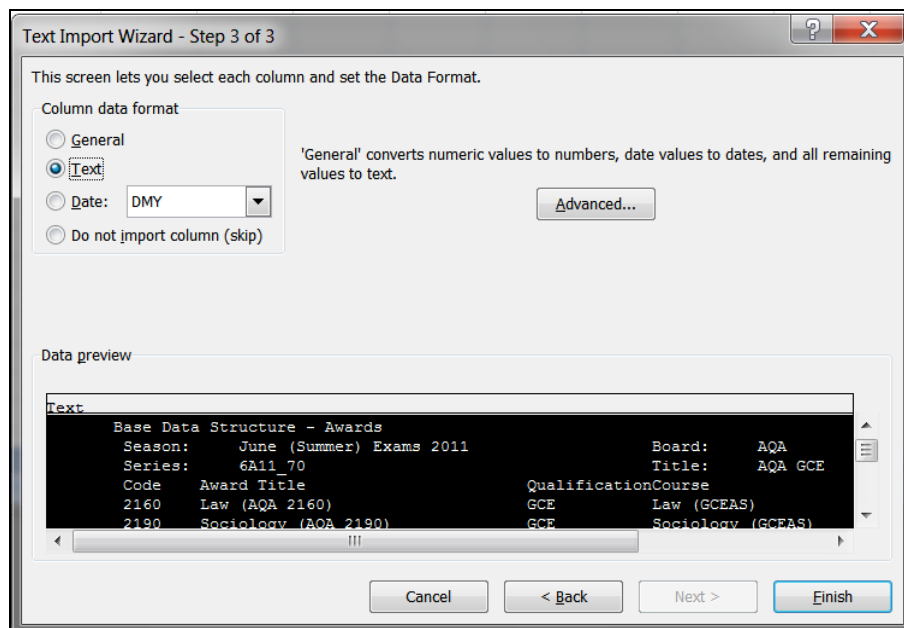 Text Import Wizard - Step 3 of 3
This screen lets you select each column and set the Data Format.
Column data format
General
Text
Date: DMY
Do not import column (skip)
'General' converts numeric values to numbers, date values to dates, and all remaining
values to text.
Advanced...
Data preview
Text
Base Data Structure - Awards
Season: June (Summer) Exams 2011 Board: AQA
Series: 6A11_70 Title: AQA GCE
Code Award Title QualificationCourse
2160 Law (AQA 2160) GCE Law (GCEAS)
2190 Sociology (AQA 2190) GCE Sociology (GCEAS)
Cancel < Back Next > Finish